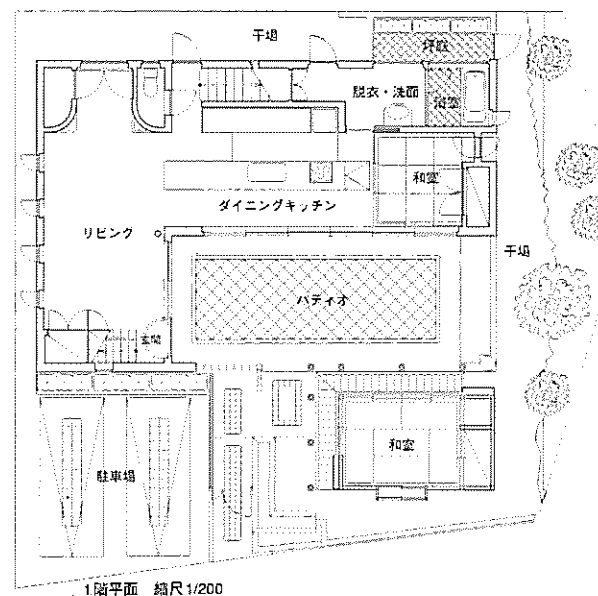 干場
坪庭
脱衣・洗面
浴室
和室
ダイニングキッチン
リビング
干場
パティオ
玄関
和室
駐車場
1階平面 縮尺1/200